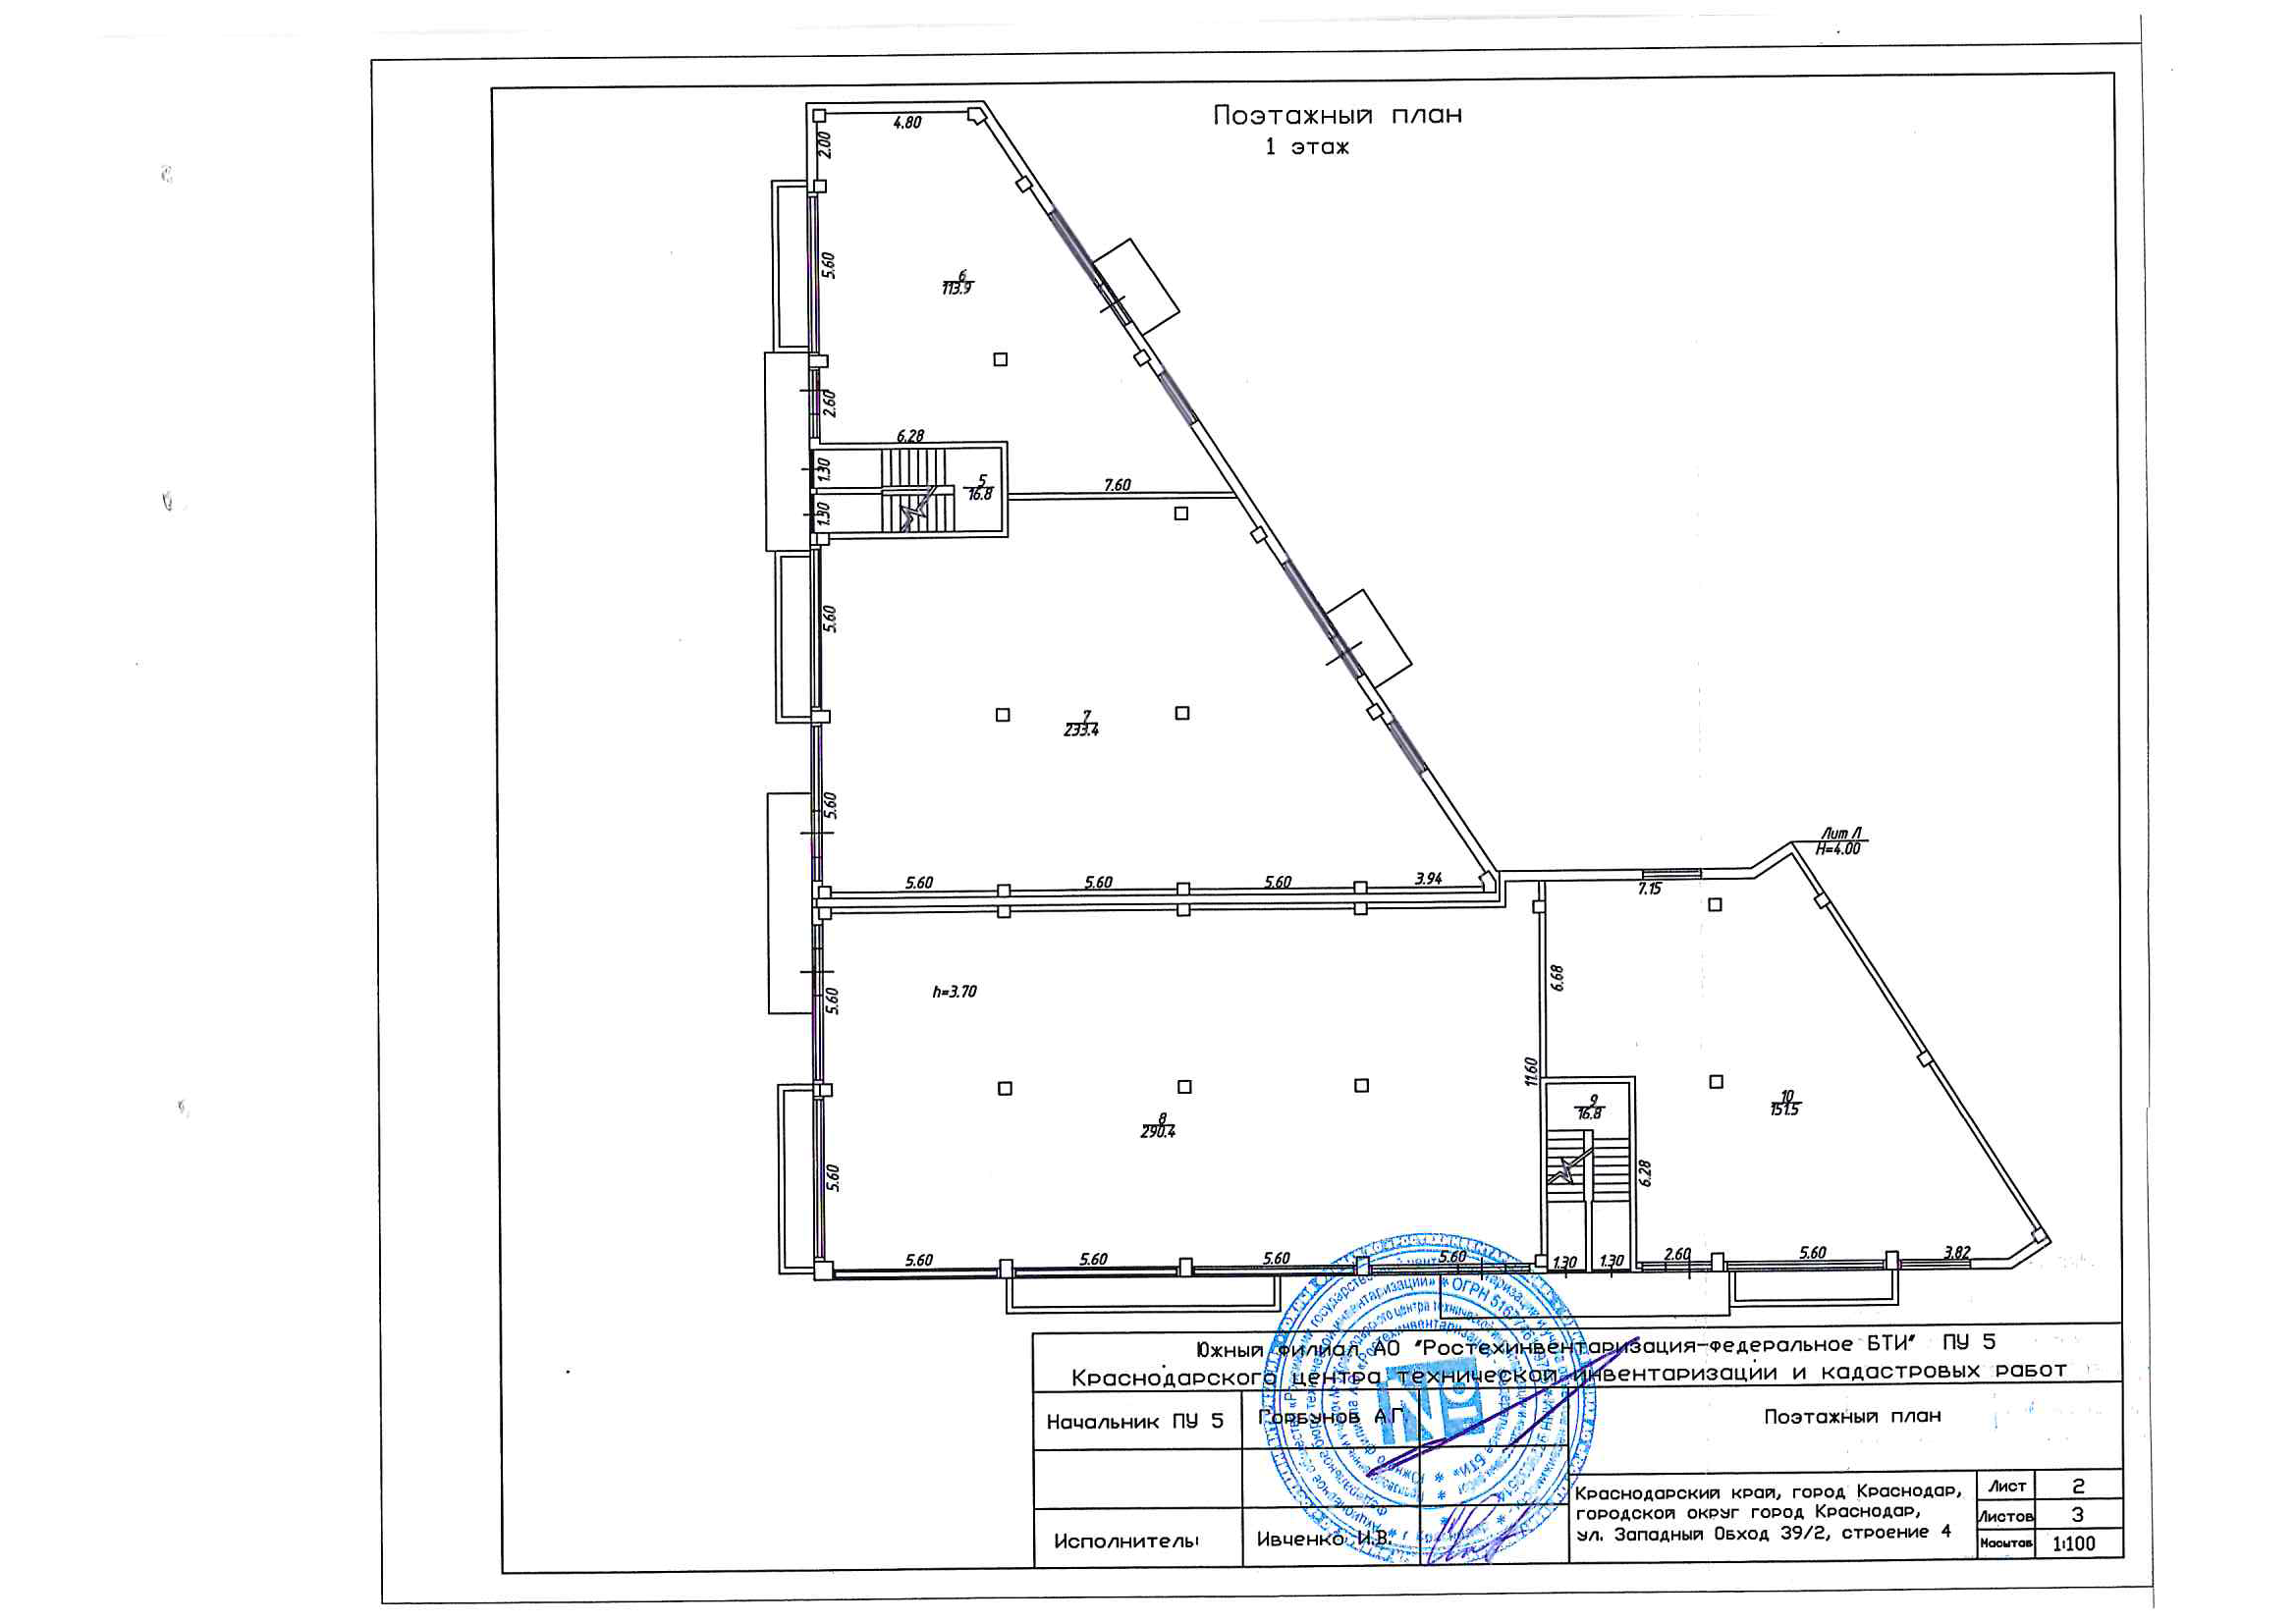 Поэтажный план
1 этаж
4.80
2.00
5.60
6
113.9
2.60
6.28
1.30
5
16.8
7.60
1.30
5.60
7
233.4
5.60
Лит Л
H=4.00
5.60
5.60
5.60
3.94
7.15
6.68
h=3.70
5.60
11.60
9
16.8
10
151.5
8
290.4
5.60
6.28
5.60
5.60
5.60
5.60
1.30
1.30
2.60
5.60
3.82
Южный филиал АО "Ростехинвентаризация-Федеральное БТИ" ПУ 5
Краснодарского центра технической инвентаризации и кадастровых работ
Начальник ПУ 5
Горбунов А.Г.
Поэтажный план
Краснодарский край, город Краснодар,
городской округ город Краснодар,
ул. Западный Обход 39/2, строение 4
Лист
2
Листов
3
Масштаб
1:100
Исполнитель
Ивченко И.В.